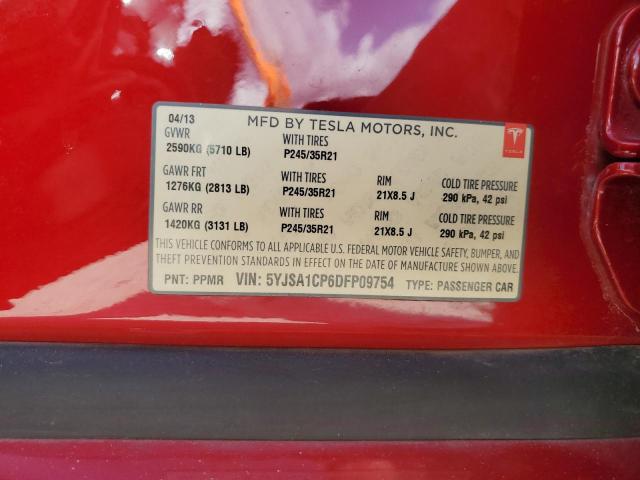 04/13
MFD BY TESLA MOTORS, INC.
TESLA
GVWR WITH TIRES
2590KG (5710 LB) P245/35R21
GAWR FRT WITH TIRES RIM COLD TIRE PRESSURE
1276KG (2813 LB) P245/35R21 21X8.5 J 290 kPa, 42 psi
GAWR RR WITH TIRES RIM COLD TIRE PRESSURE
1420KG (3131 LB) P245/35R21 21X8.5 J 290 kPa, 42 psi
THIS VEHICLE CONFORMS TO ALL APPLICABLE U.S. FEDERAL MOTOR VEHICLE SAFETY, BUMPER, AND
THEFT PREVENTION STANDARDS IN EFFECT ON THE DATE OF MANUFACTURE SHOWN ABOVE.
PNT: PPMR VIN: 5YJSA1CP6DFP09754 TYPE: PASSENGER CAR